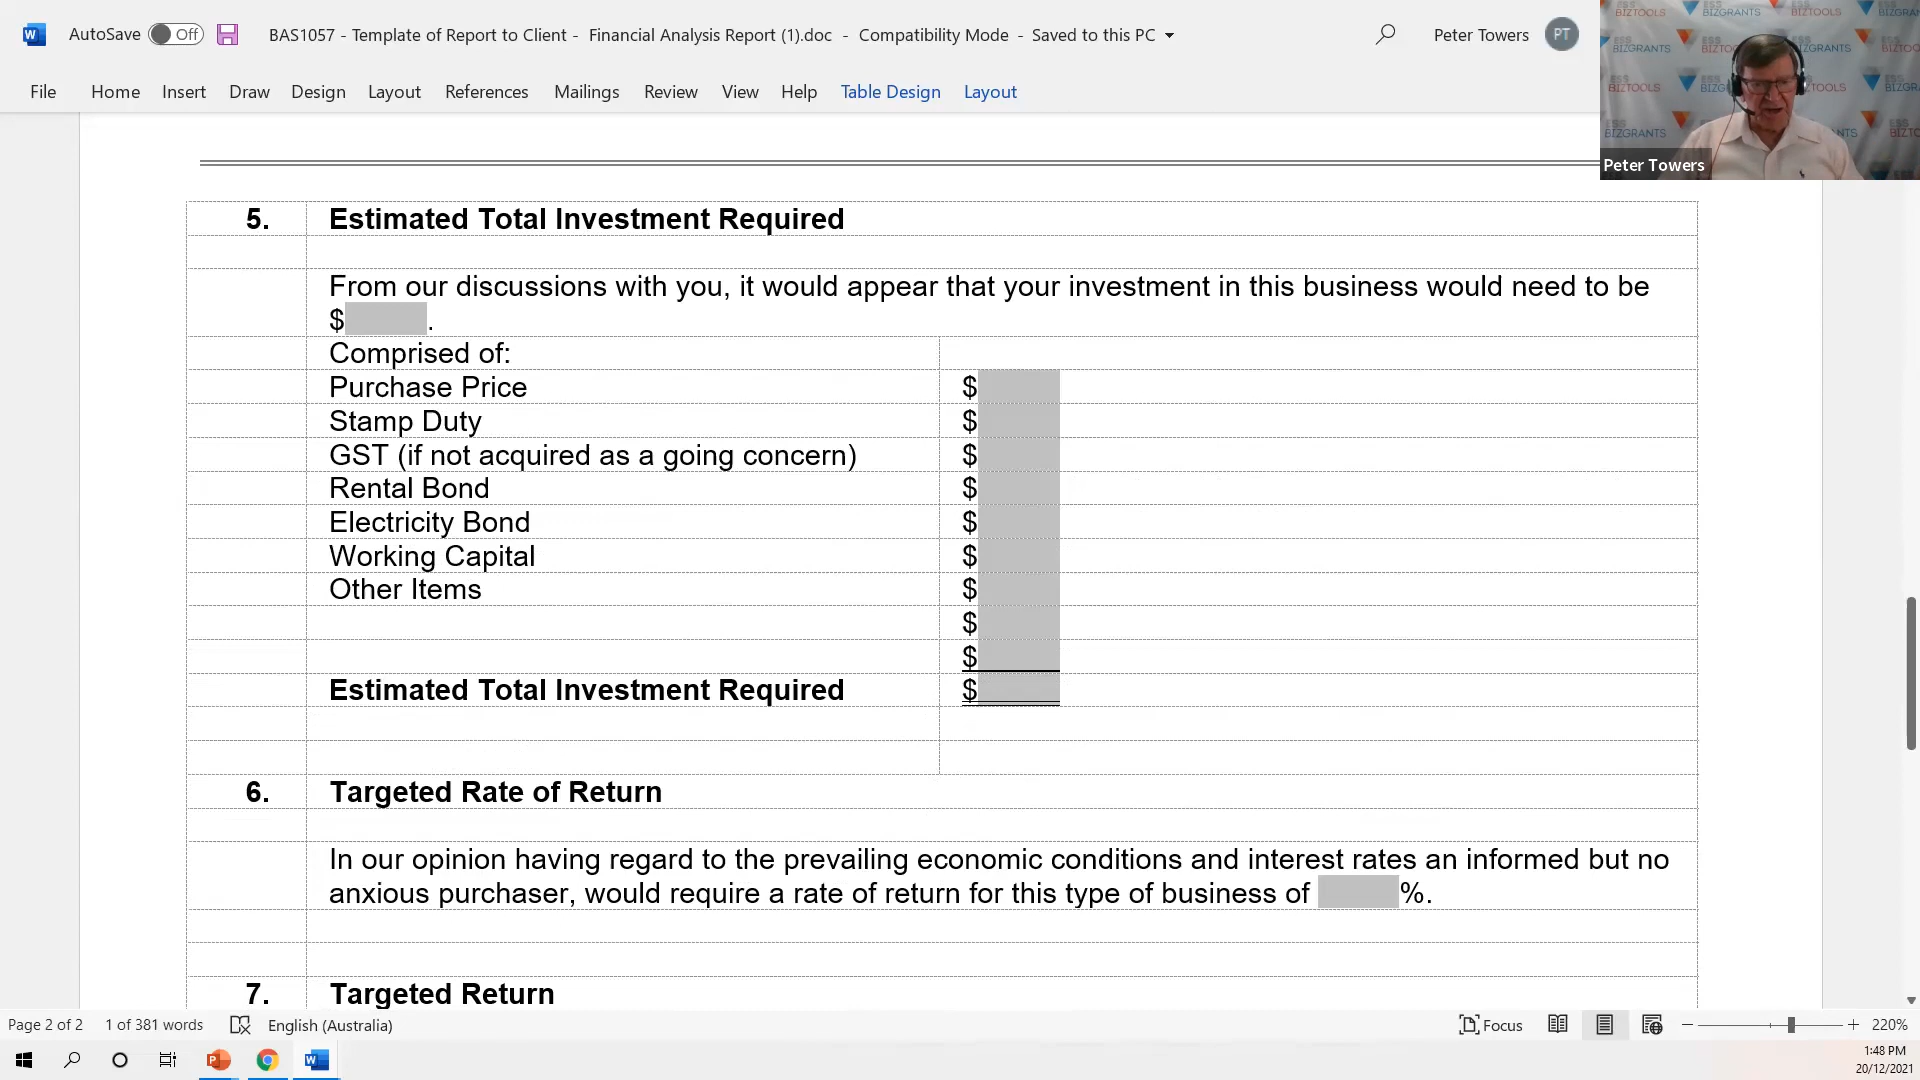 AutoSave Off BAS1057 - Template of Report to Client - Financial Analysis Report (1).doc - Compatibility Mode - Saved to this PC Peter Towers PT
File Home Insert Draw Design Layout References Mailings Review View Help Table Design Layout
Peter Towers
5. Estimated Total Investment Required
From our discussions with you, it would appear that your investment in this business would need to be
$ .
Comprised of:
Purchase Price $
Stamp Duty $
GST (if not acquired as a going concern) $
Rental Bond $
Electricity Bond $
Working Capital $
Other Items $
$
$
Estimated Total Investment Required $
6. Targeted Rate of Return
In our opinion having regard to the prevailing economic conditions and interest rates an informed but no
anxious purchaser, would require a rate of return for this type of business of %.
7. Targeted Return
Page 2 of 2 1 of 381 words English (Australia) Focus 220%
1:48 PM
20/12/2021